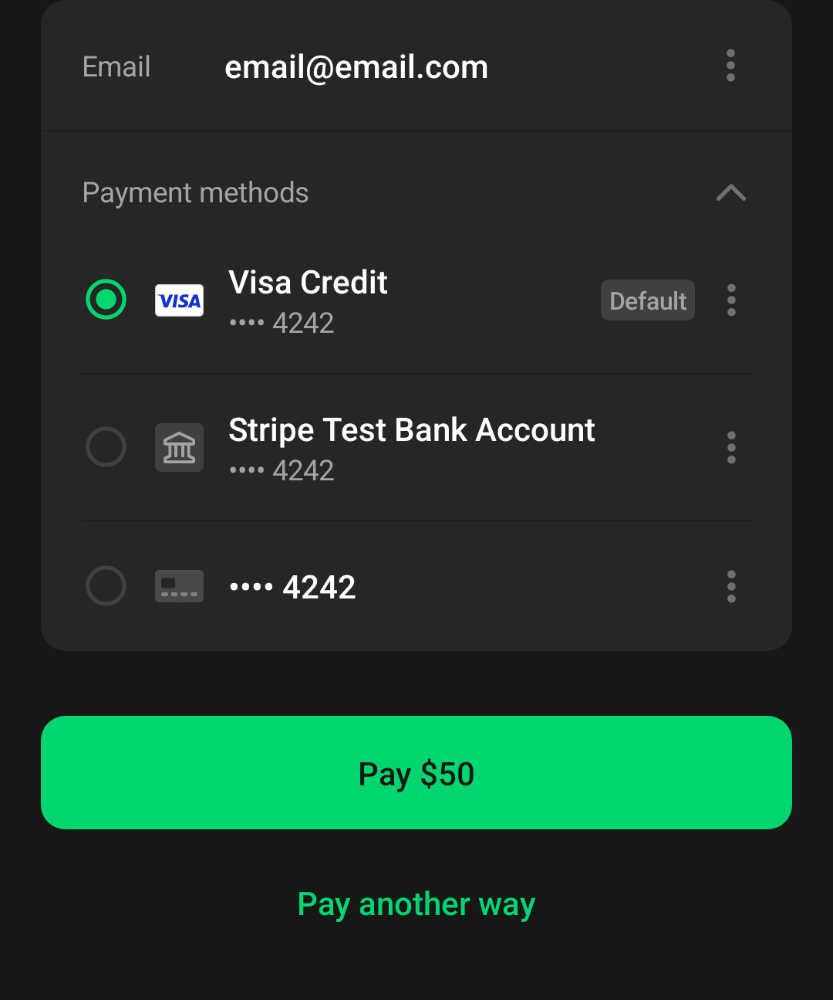 Email email@email.com
Payment methods
VISA Visa Credit Default
•••• 4242
Stripe Test Bank Account
•••• 4242
•••• 4242
Pay $50
Pay another way